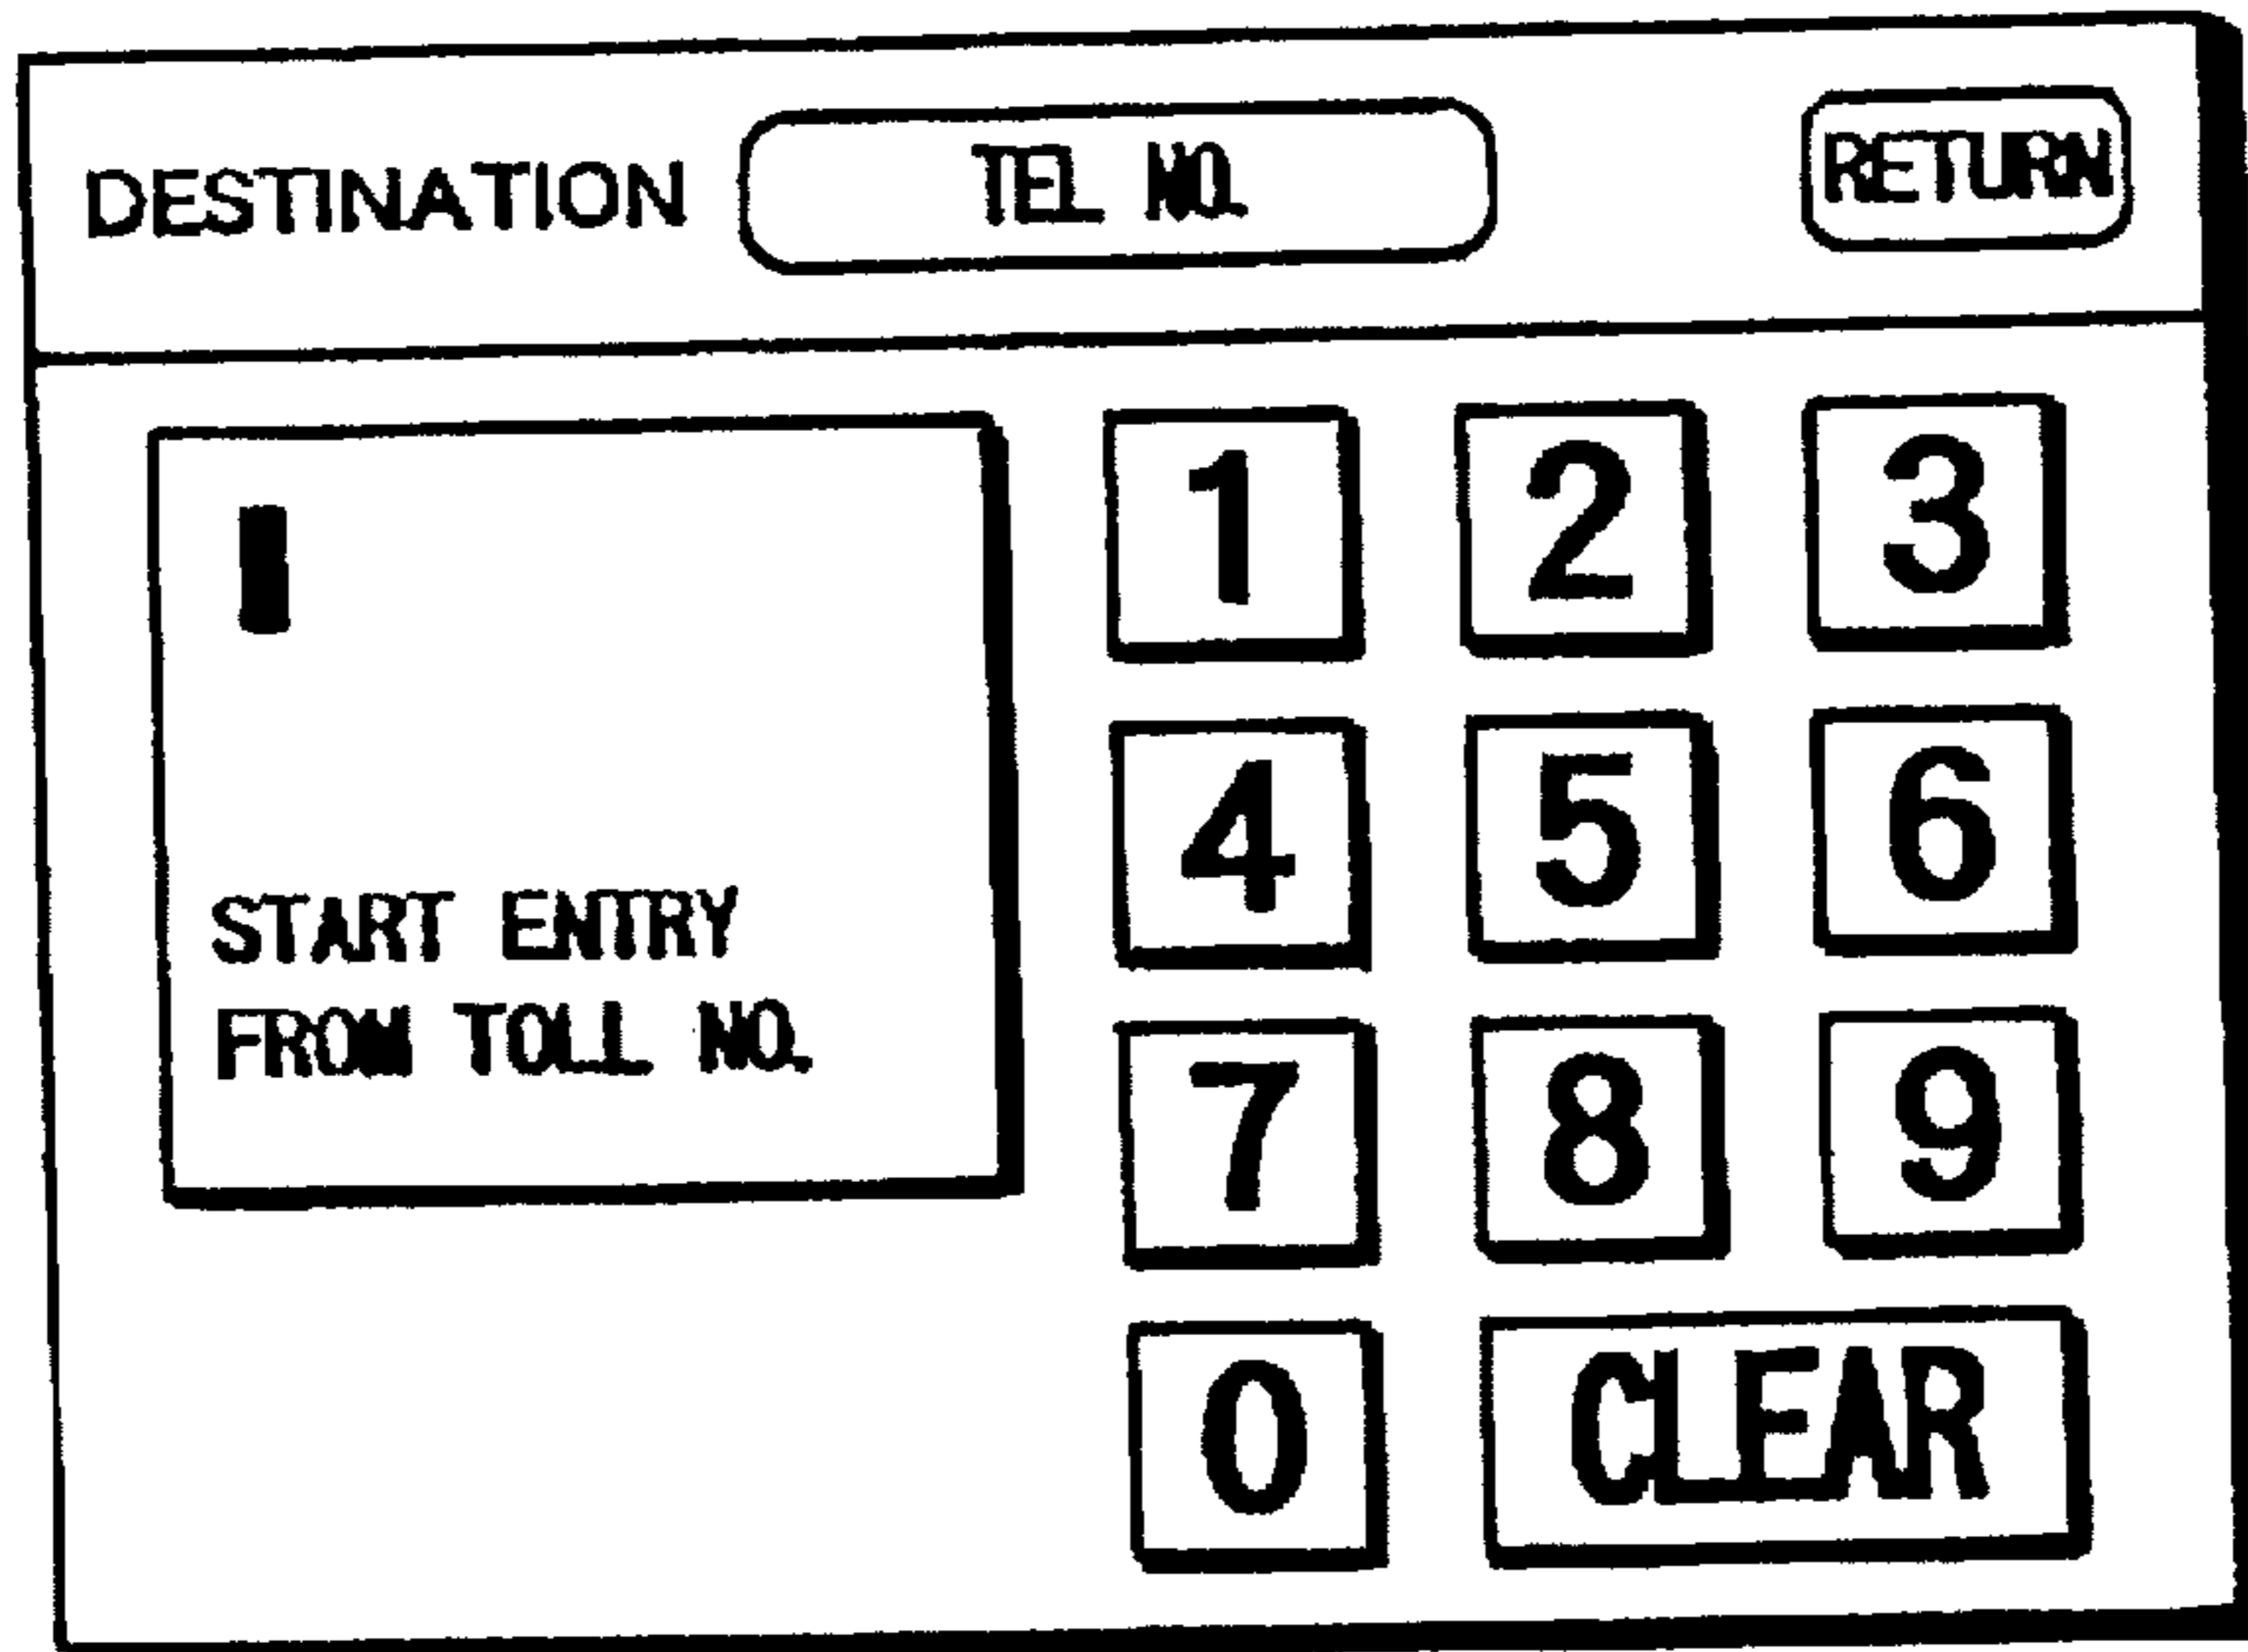 DESTINATION TEL NO. RETURN
1 2 3
4 5 6
START ENTRY
FROM TOLL NO.
7 8 9
0 CLEAR